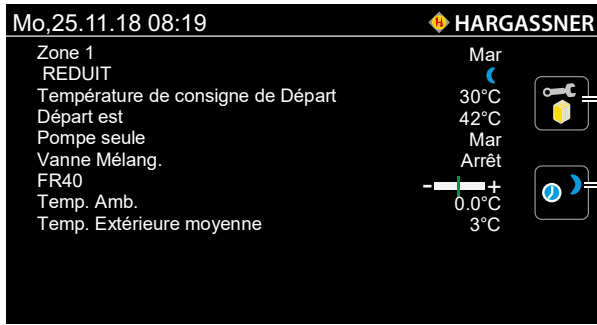 Mo,25.11.18 08:19 HARGASSNER
Zone 1 Mar
REDUIT
Température de consigne de Départ 30°C
Départ est 42°C
Pompe seule Mar
Vanne Mélang. Arrêt
FR40 - +
Temp. Amb. 0.0°C
Temp. Extérieure moyenne 3°C